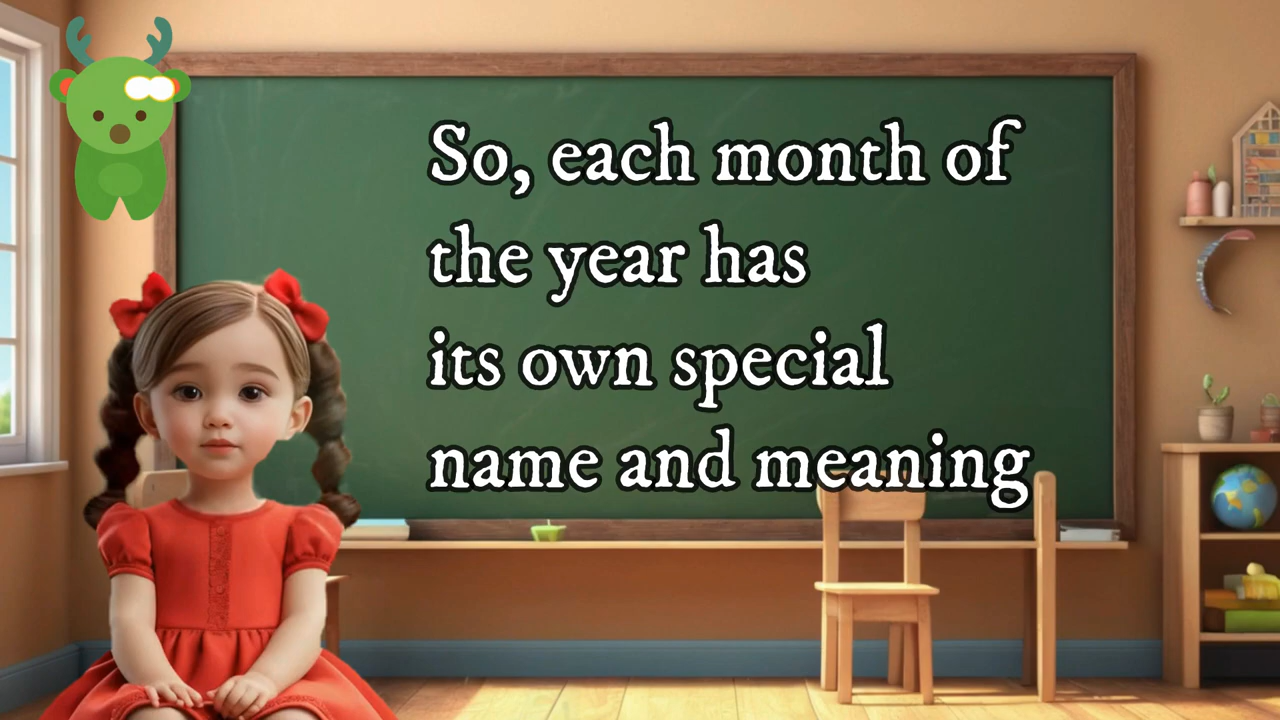 So, each month of
the year has
its own special
name and meaning